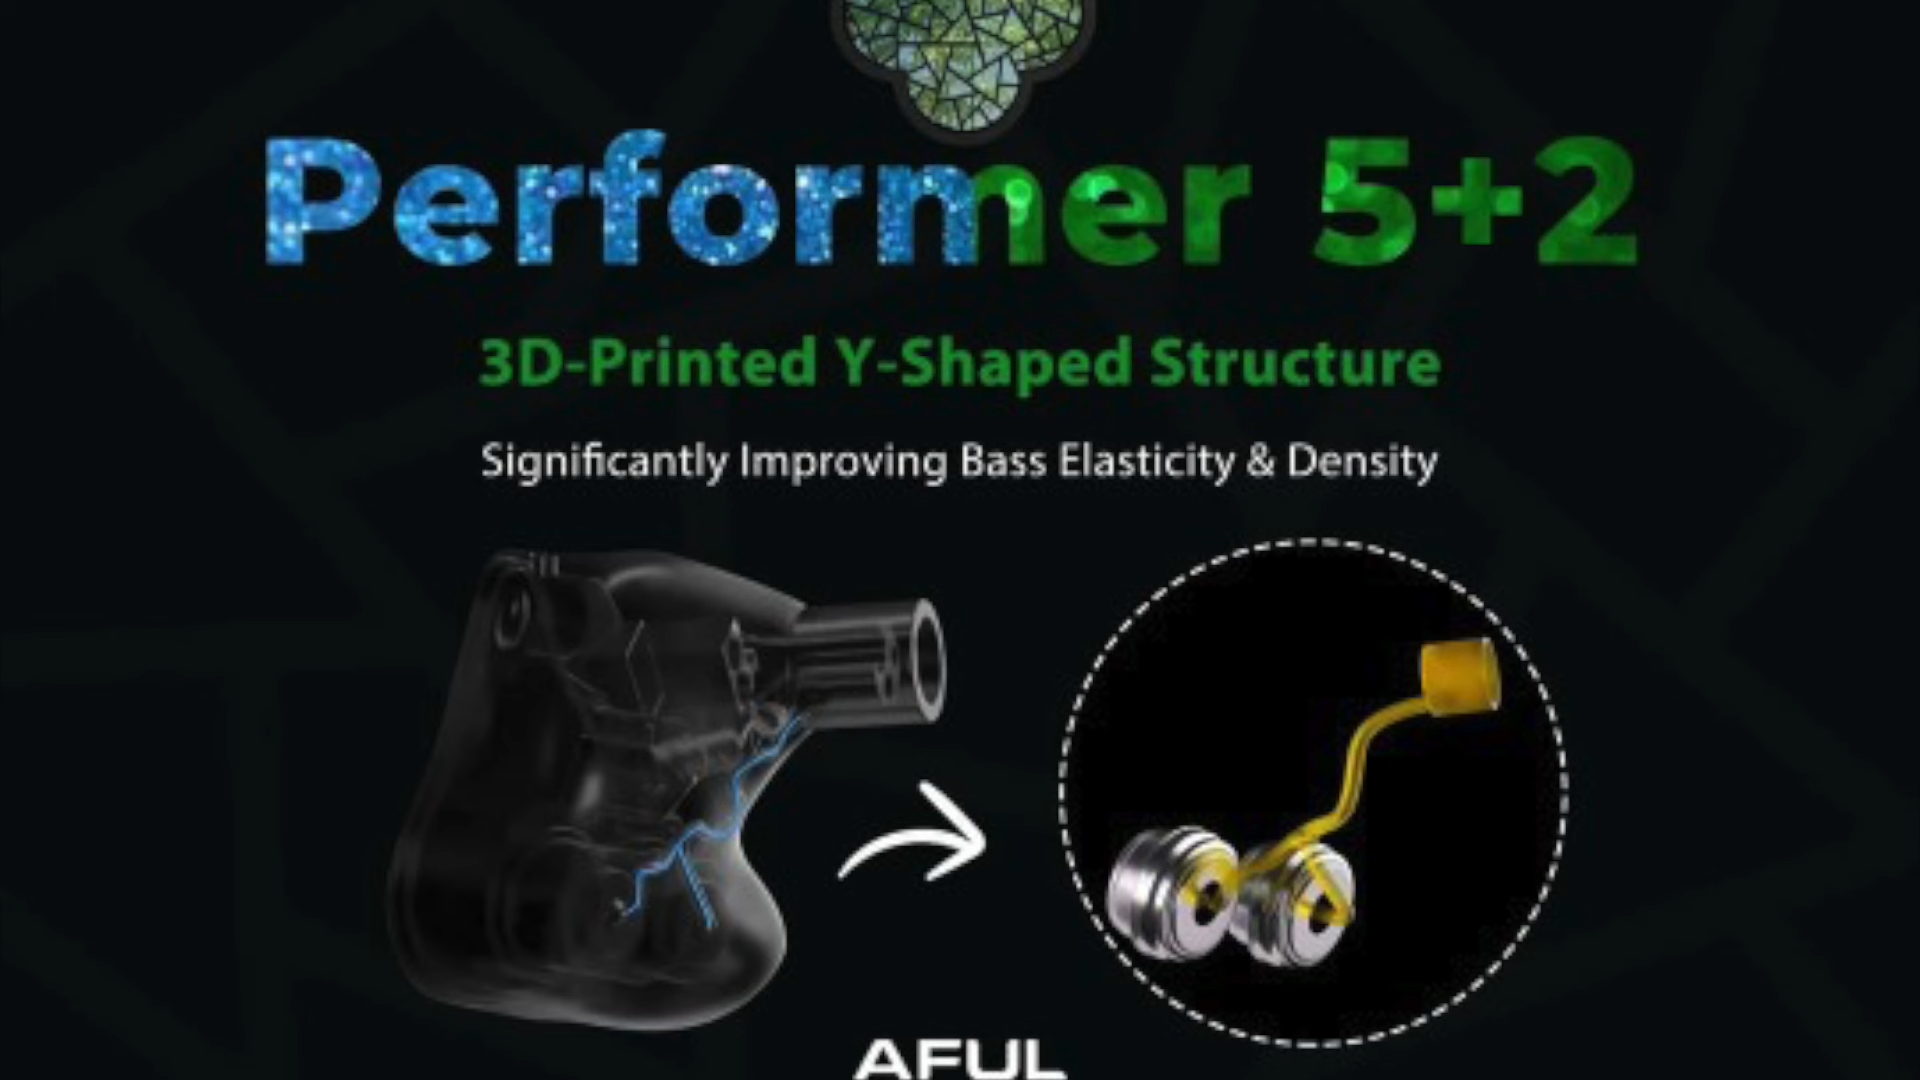 Performer 5+2
3D-Printed Y-Shaped Structure
Significantly Improving Bass Elasticity & Density
AFUL